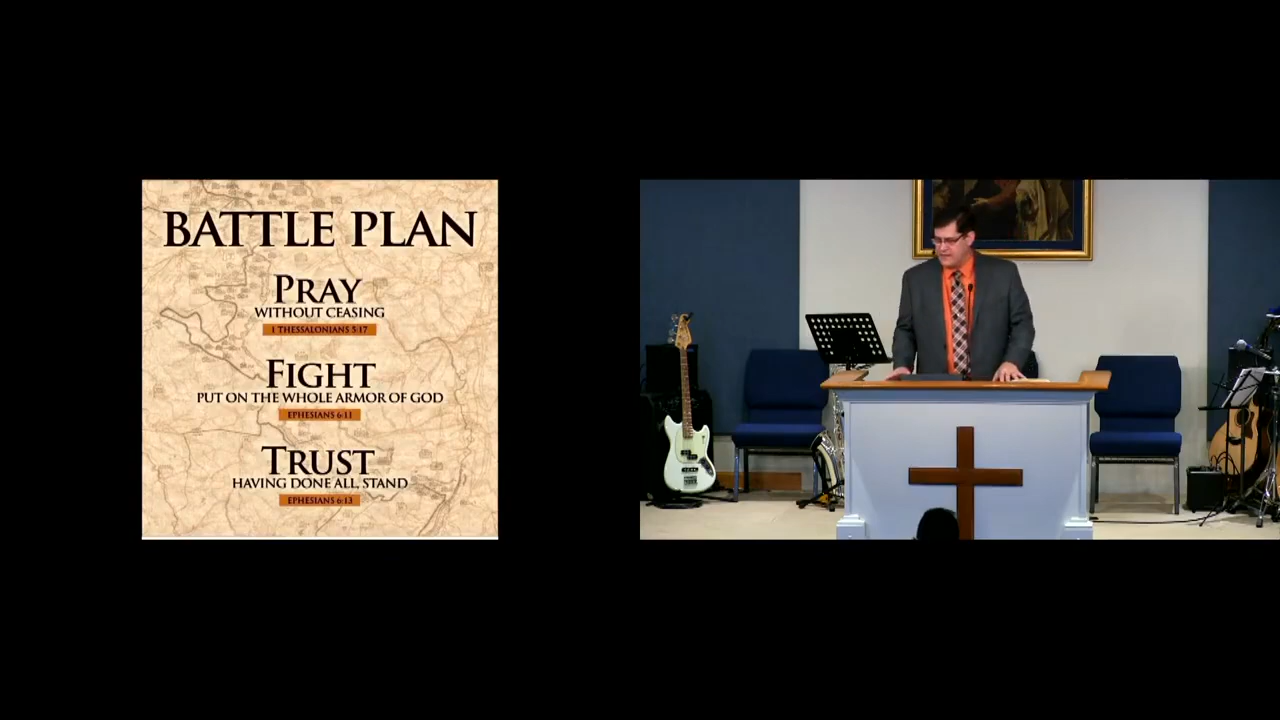 BATTLE PLAN
PRAY
WITHOUT CEASING
1 THESSALONIANS 5:17
FIGHT
PUT ON THE WHOLE ARMOR OF GOD
EPHESIANS 6:11
TRUST
HAVING DONE ALL, STAND
EPHESIANS 6:13